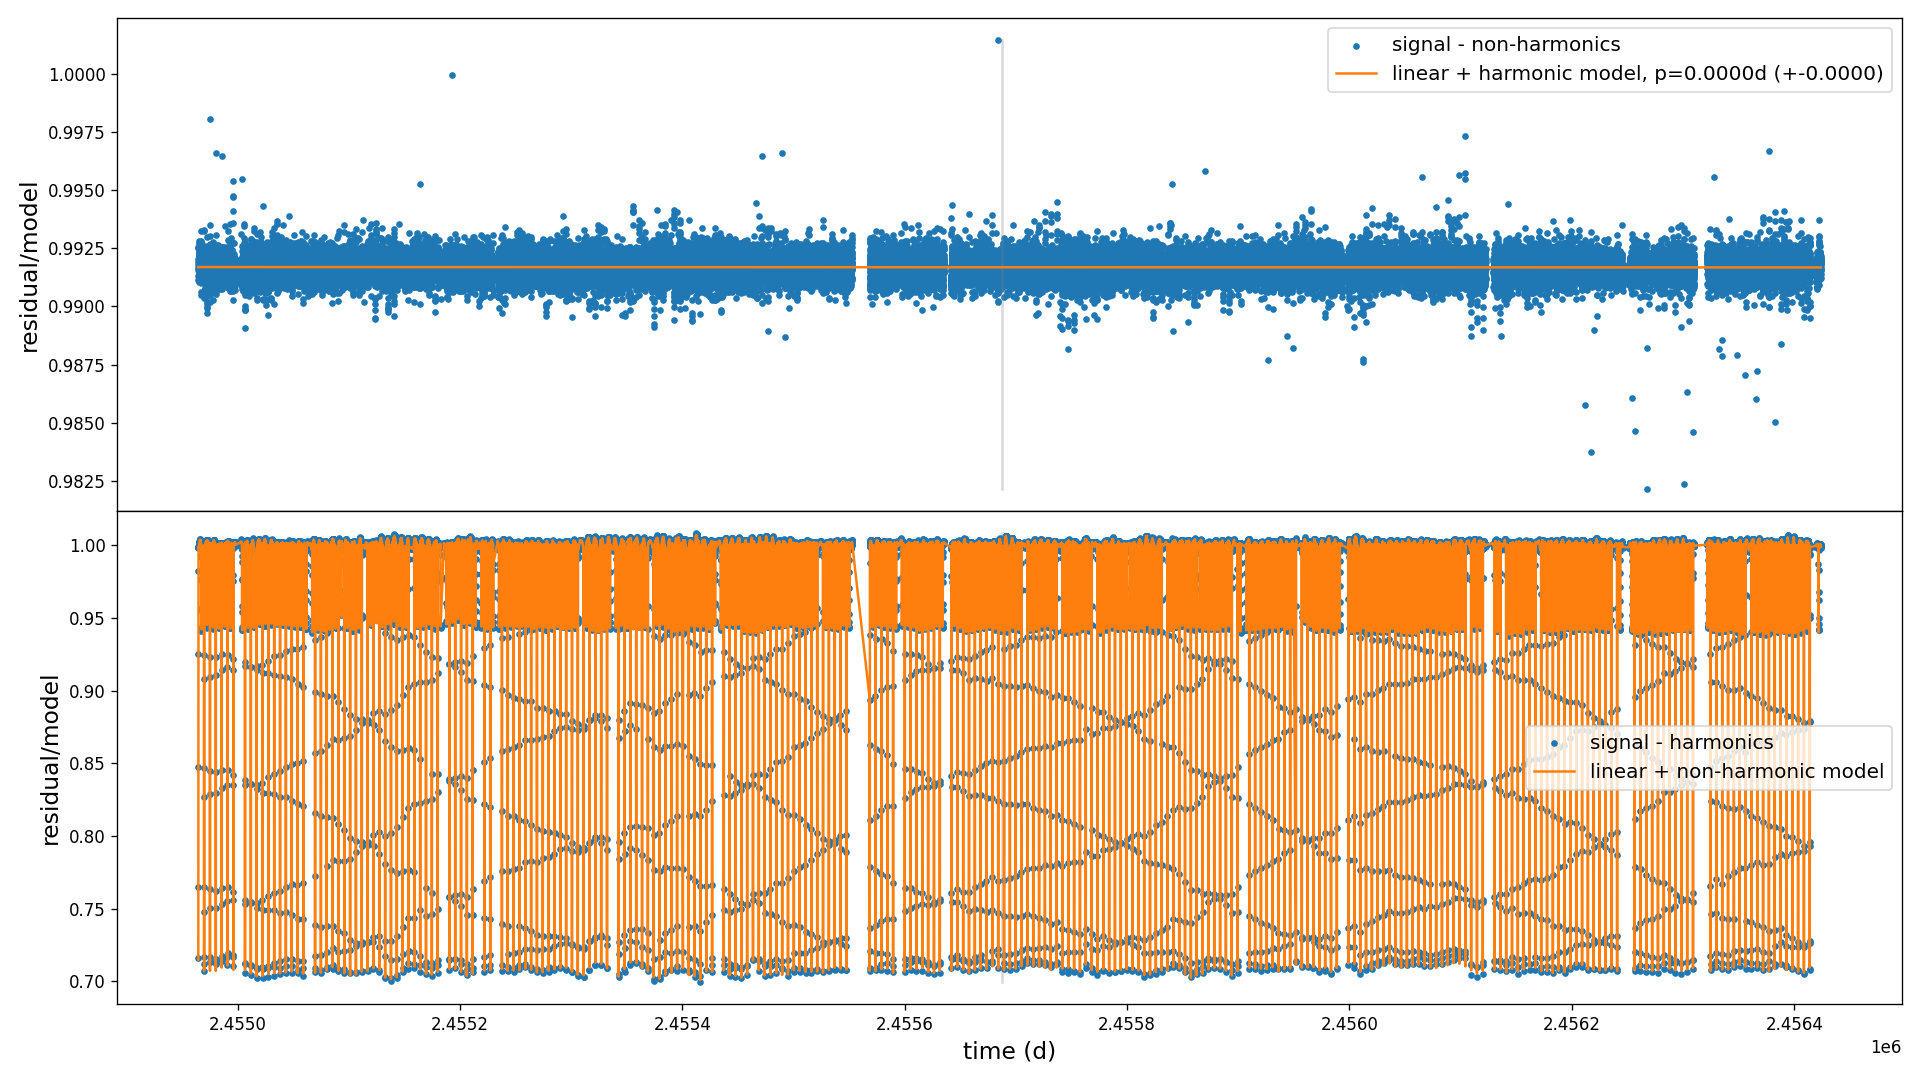 signal - non-harmonics
linear + harmonic model, p=0.0000d (+-0.0000)
1.0000
0.9975
0.9950
0.9925
0.9900
0.9875
0.9850
0.9825
residual/model
signal - harmonics
linear + non-harmonic model
1.00
0.95
0.90
0.85
0.80
0.75
0.70
residual/model
2.4550
2.4552
2.4554
2.4556
2.4558
2.4560
2.4562
2.4564
1e6
time (d)